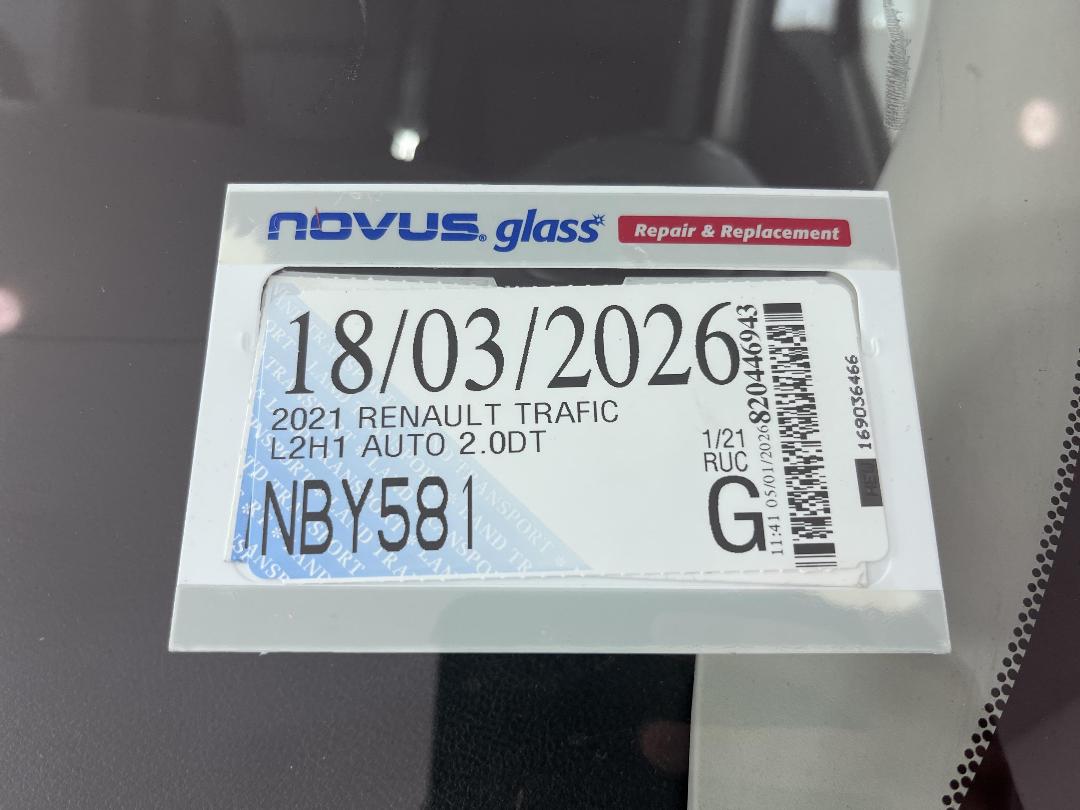 novus glass Repair & Replacement
18/03/2026
2021 RENAULT TRAFIC
L2H1 AUTO 2.0DT
NBY581
1/21
RUC
G
11:41 05/01/2026 820446943
169036466